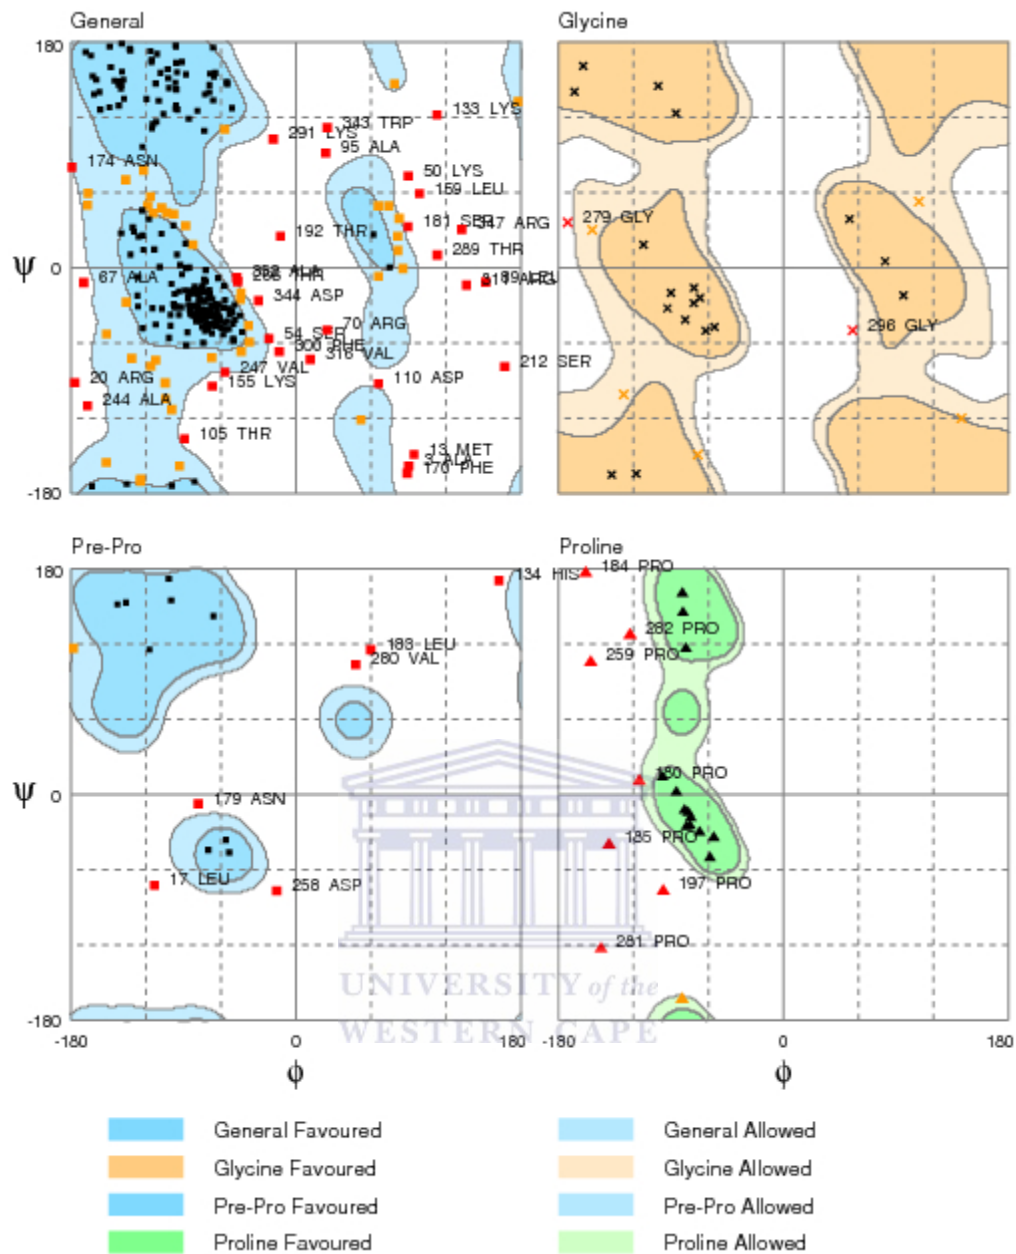 General
Glycine
180
133 LYS
343 TRP
291 LYS
95 ALA
174 ASN
50 LYS
159 LEU
181 SER
347 ARG
279 GLY
192 THR
289 THR
Ψ
0
67 ALA
352 ALA
THR
344 ASP
70 ARG
296 GLY
54 SER
300 PHE
316 VAL
212 SER
247 VAL
20 ARG
155 LYS
110 ASP
244 ALA
105 THR
13 MET
3 ALA
170 PHE
-180
Pre-Pro
Proline
180
134 HIS
184 PRO
183 LEU
282 PRO
280 VAL
259 PRO
180 PRO
Ψ
0
179 ASN
185 PRO
17 LEU
258 ASP
197 PRO
281 PRO
UNIVERSITY of the
WESTERN CAPE
-180
-180
0
180
-180
0
180
ϕ
ϕ
General Favoured
General Allowed
Glycine Favoured
Glycine Allowed
Pre-Pro Favoured
Pre-Pro Allowed
Proline Favoured
Proline Allowed